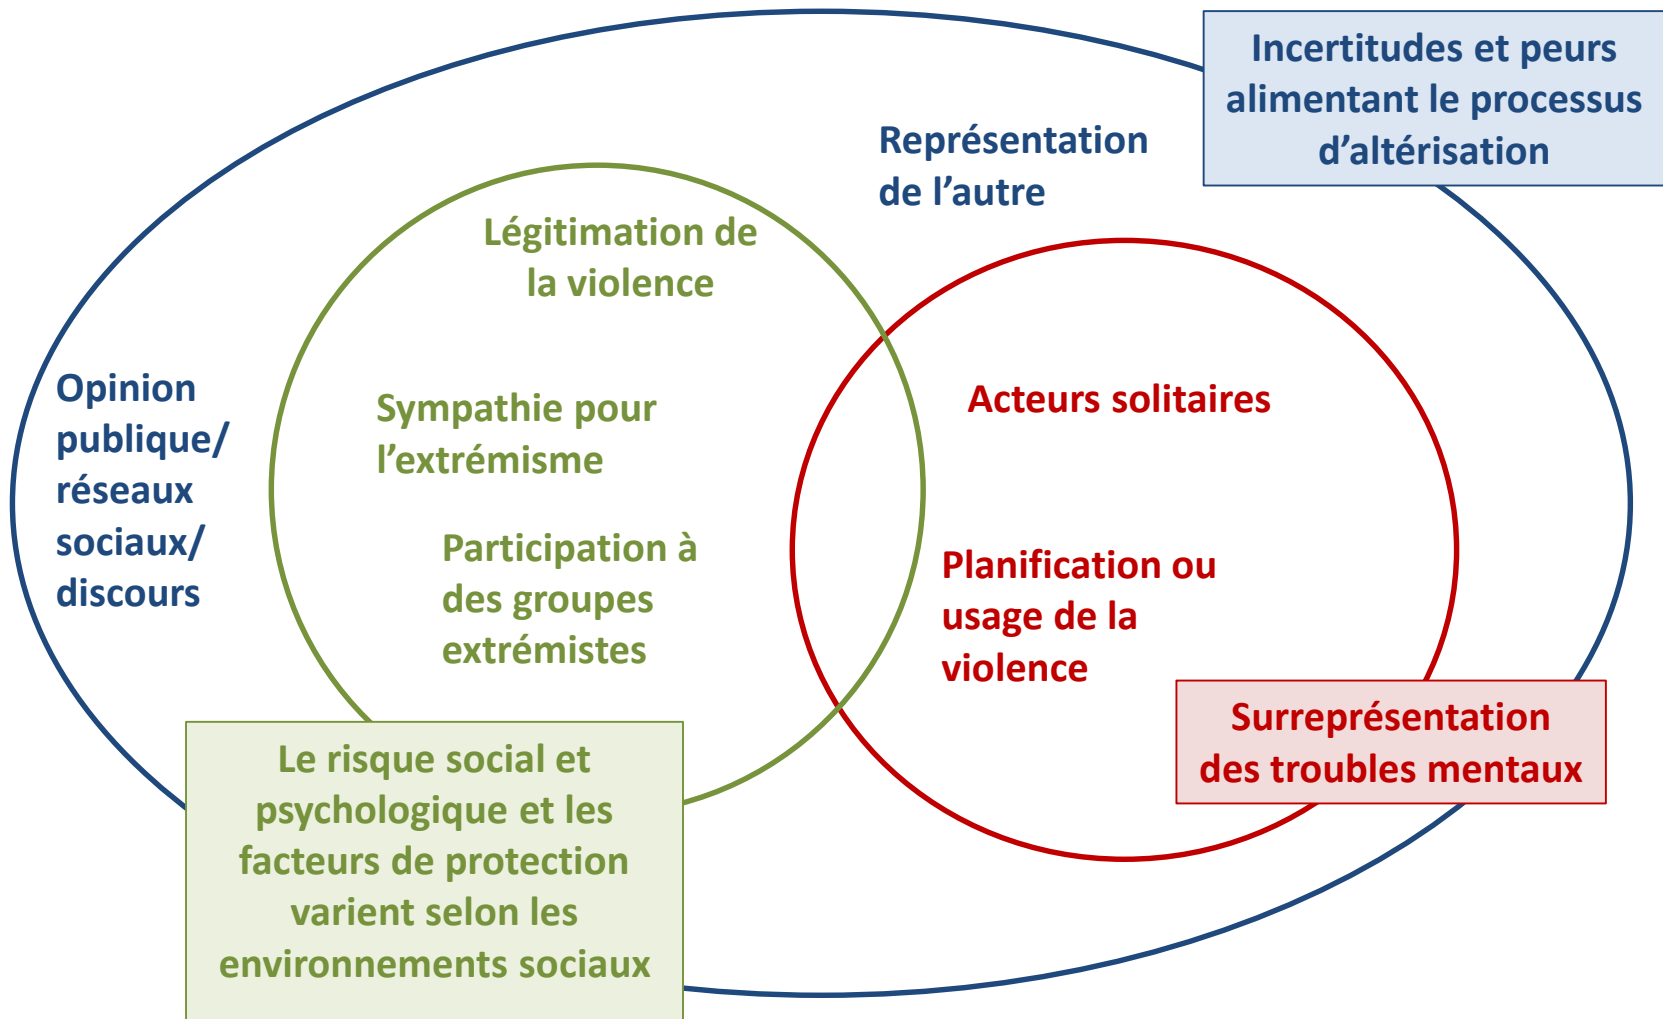 Incertitudes et peurs
alimentant le processus
d’altérisation
Représentation
de l’autre
Légitimation de
la violence
Opinion
publique/
réseaux
sociaux/
discours
Sympathie pour
l’extrémisme
Participation à
des groupes
extrémistes
Acteurs solitaires
Planification ou
usage de la
violence
Surreprésentation
des troubles mentaux
Le risque social et
psychologique et les
facteurs de protection
varient selon les
environnements sociaux